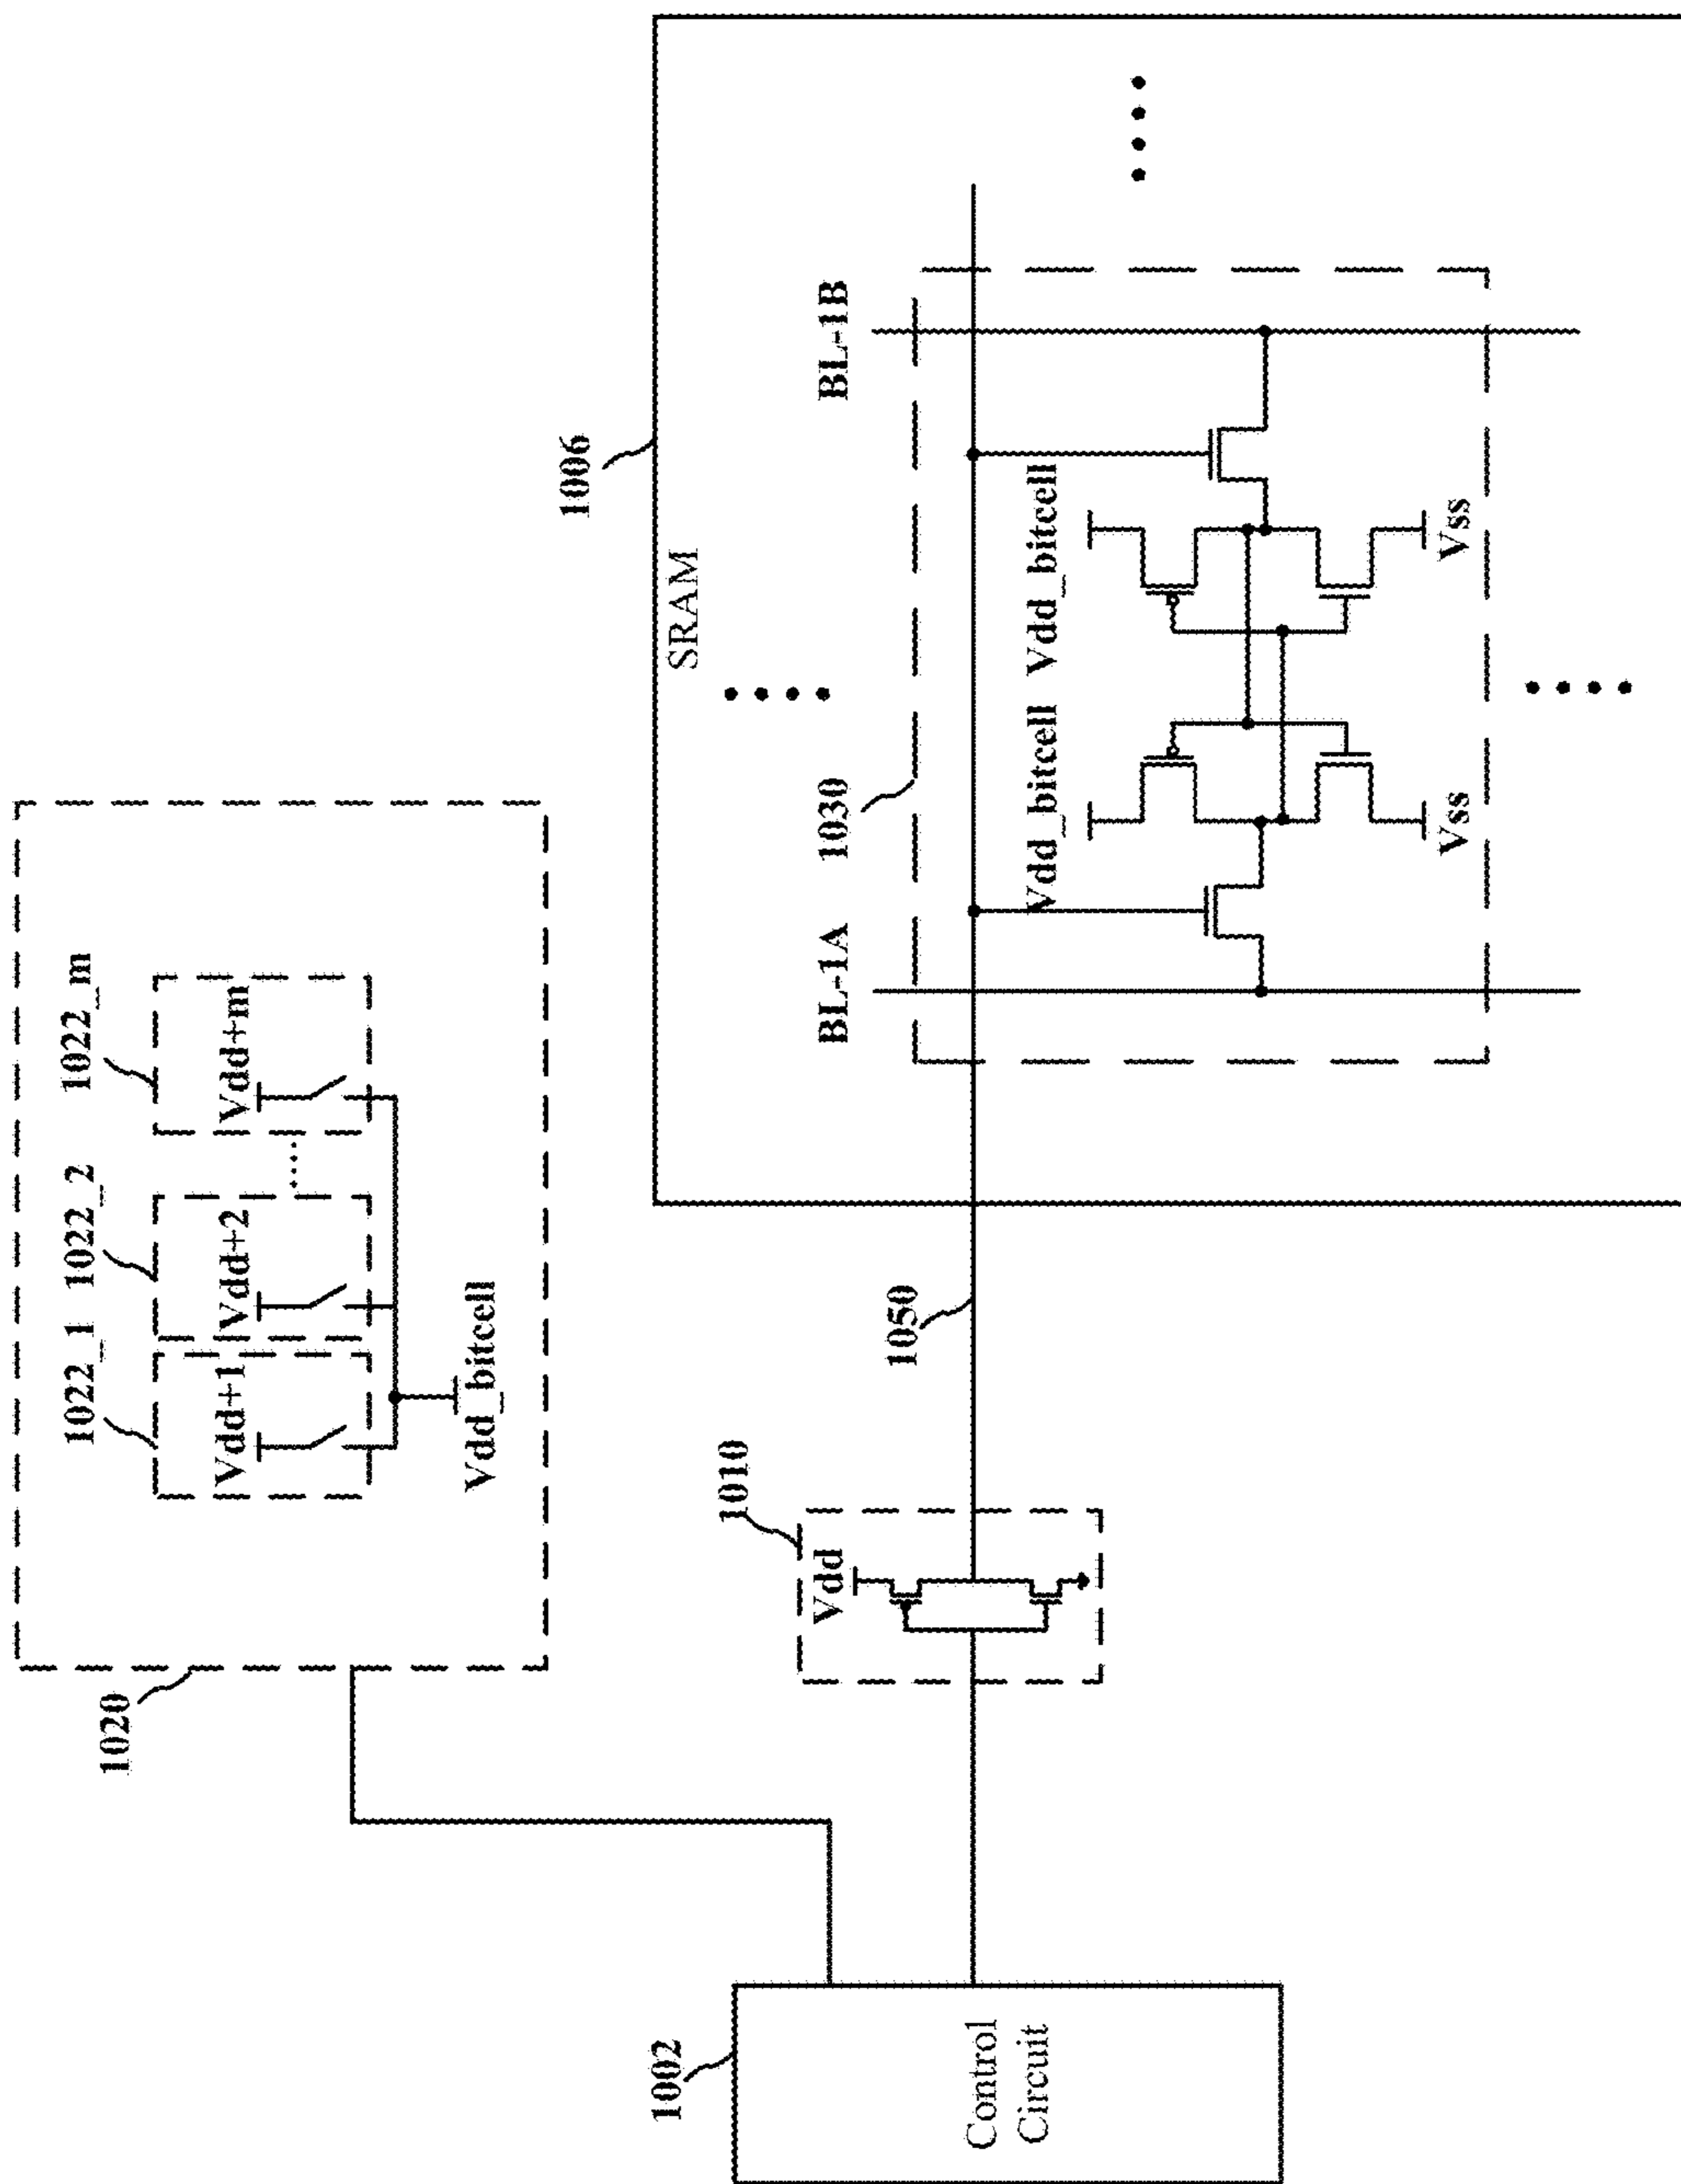 1020
1022_1
1022_2
1022_m
Vdd+1
Vdd+2
Vdd+m
.....
Vdd_bitcell
1002
Control
Circuit
1010
Vdd
1050
1006
SRAM
BL-1A
1030
BL-1B
Vdd_bitcell
Vdd_bitcell
Vss
Vss